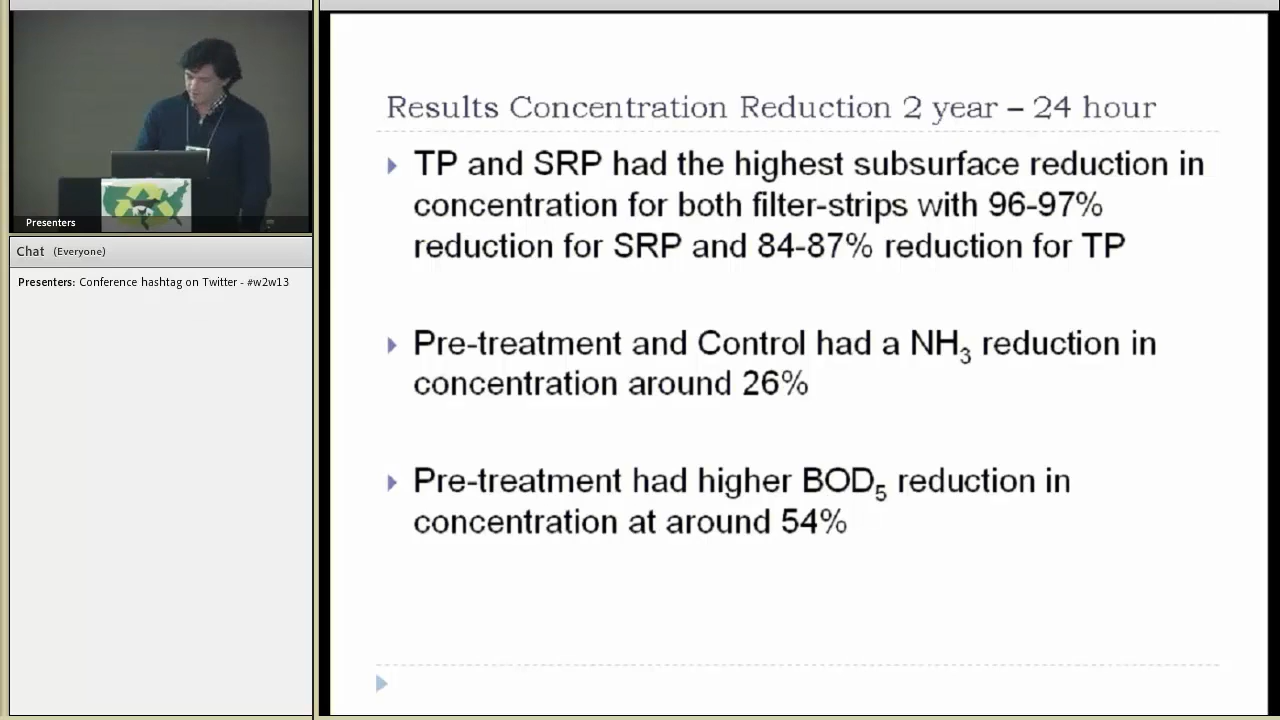 Presenters
Chat (Everyone)
Presenters: Conference hashtag on Twitter - #w2w13
Results Concentration Reduction 2 year – 24 hour
TP and SRP had the highest subsurface reduction in
concentration for both filter-strips with 96-97%
reduction for SRP and 84-87% reduction for TP
Pre-treatment and Control had a NH₃ reduction in
concentration around 26%
Pre-treatment had higher BOD₅ reduction in
concentration at around 54%